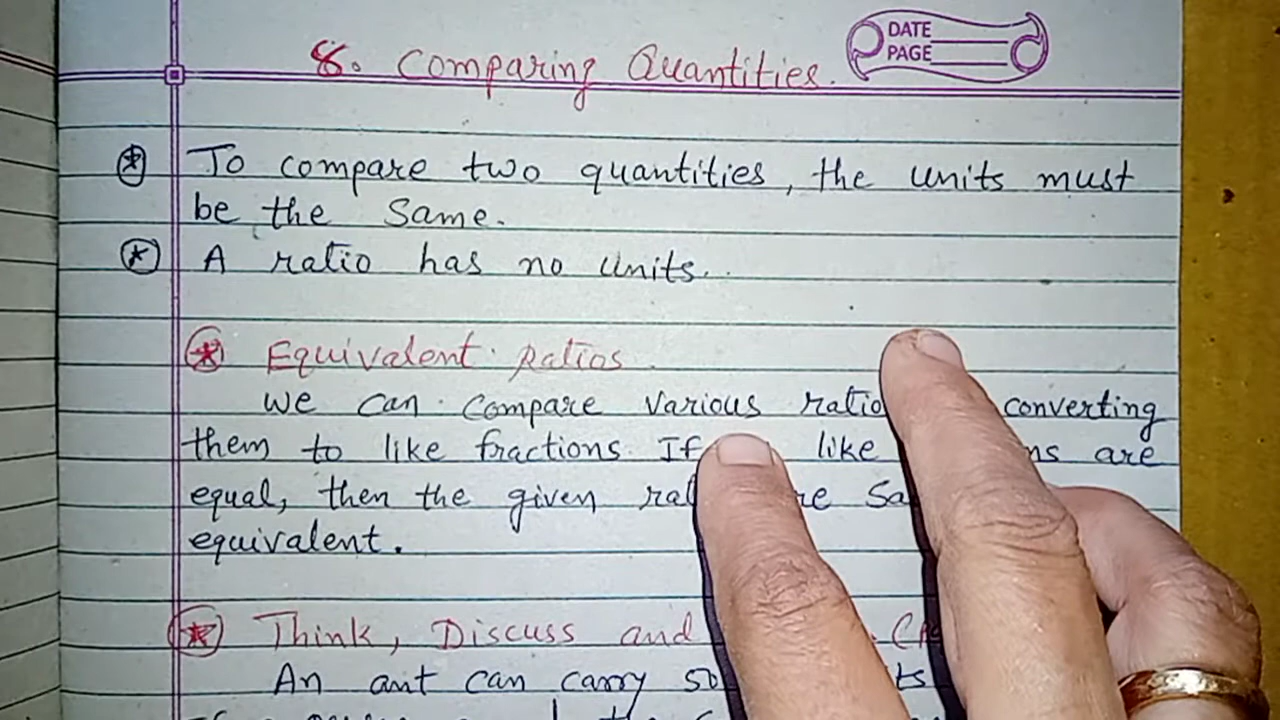 DATE
PAGE
8. Comparing Quantities.
To compare two quantities, the units must
be the same.
A ratio has no units.
Equivalent Ratios
We can compare various converting
them to like fractions. If like are
equal, then the given
equivalent.
Think, Discuss and
An ant can carry